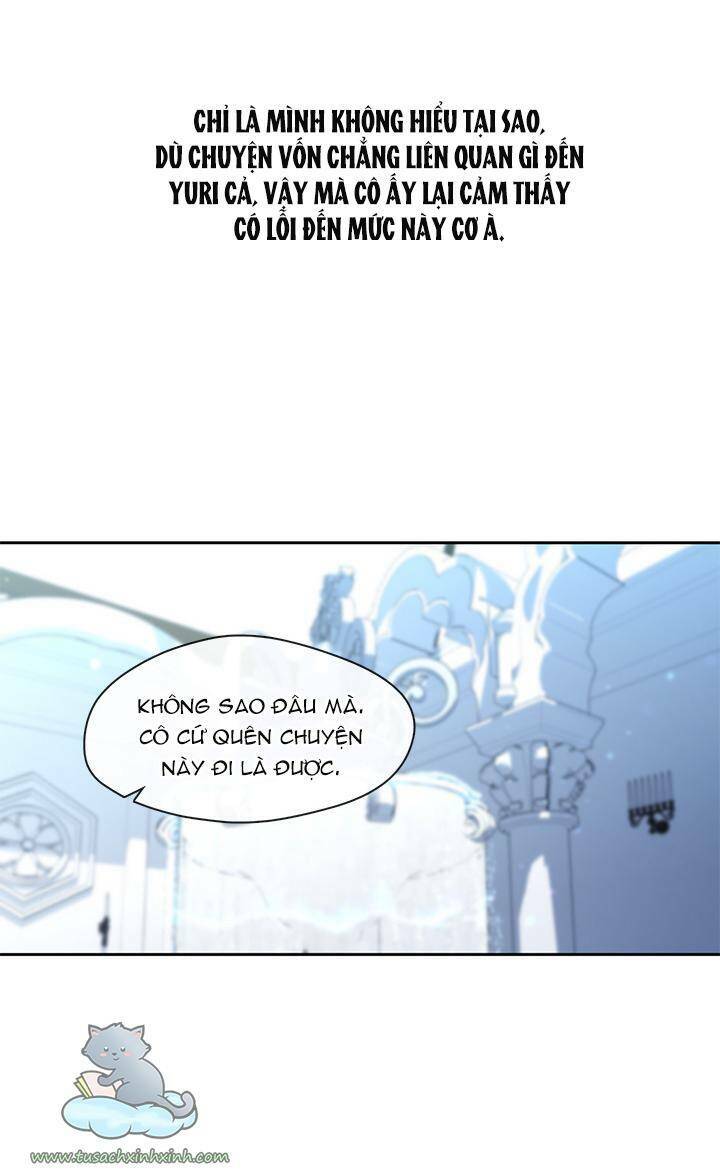 CHỈ LÀ MÌNH KHÔNG HIỂU TẠI SAO,
DÙ CHUYỆN VỐN CHẲNG LIÊN QUAN GÌ ĐẾN
YURI CẢ, VẬY MÀ CÔ ẤY LẠI CẢM THẤY
CÓ LỖI ĐẾN MỨC NÀY CƠ À.
KHÔNG SAO ĐÂU MÀ.
CÔ CỨ QUÊN CHUYỆN
NÀY ĐI LÀ ĐƯỢC.
www.tusachxinhxinh.com